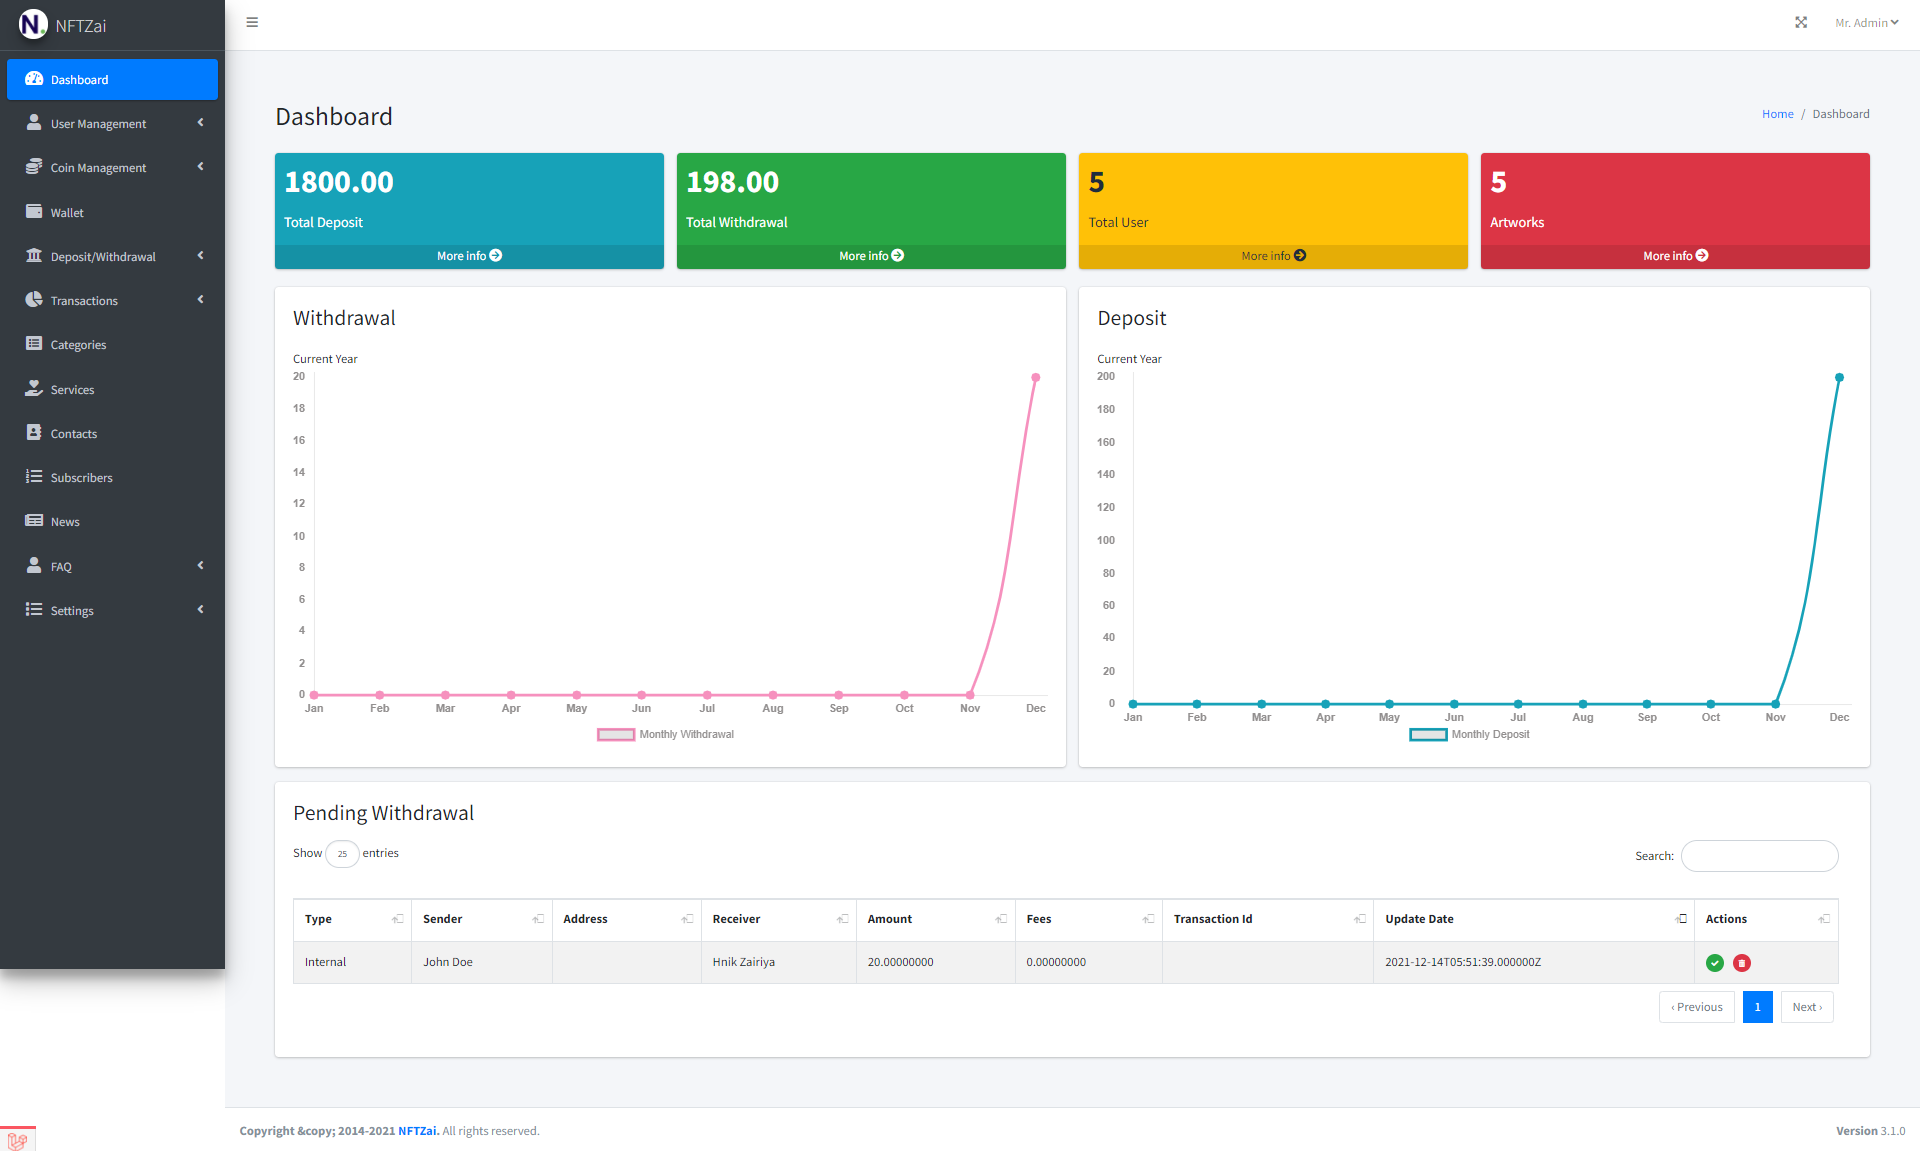 N. NFTZai
Mr. Admin
Dashboard
User Management
Coin Management
Wallet
Deposit/Withdrawal
Transactions
Categories
Services
Contacts
Subscribers
News
FAQ
Settings
Dashboard
Home / Dashboard
1800.00
Total Deposit
More info
198.00
Total Withdrawal
More info
5
Total User
More info
5
Artworks
More info
Withdrawal
Current Year
20
18
16
14
12
10
8
6
4
2
0
Jan Feb Mar Apr May Jun Jul Aug Sep Oct Nov Dec
Monthly Withdrawal
Deposit
Current Year
200
180
160
140
120
100
80
60
40
20
0
Jan Feb Mar Apr May Jun Jul Aug Sep Oct Nov Dec
Monthly Deposit
Pending Withdrawal
Show 25 entries
Search:
Type Sender Address Receiver Amount Fees Transaction Id Update Date Actions
Internal John Doe Hnik Zairiya 20.00000000 0.00000000 2021-12-14T05:51:39.000000Z
‹ Previous 1 Next ›
Copyright &copy; 2014-2021 NFTZai. All rights reserved.
Version 3.1.0